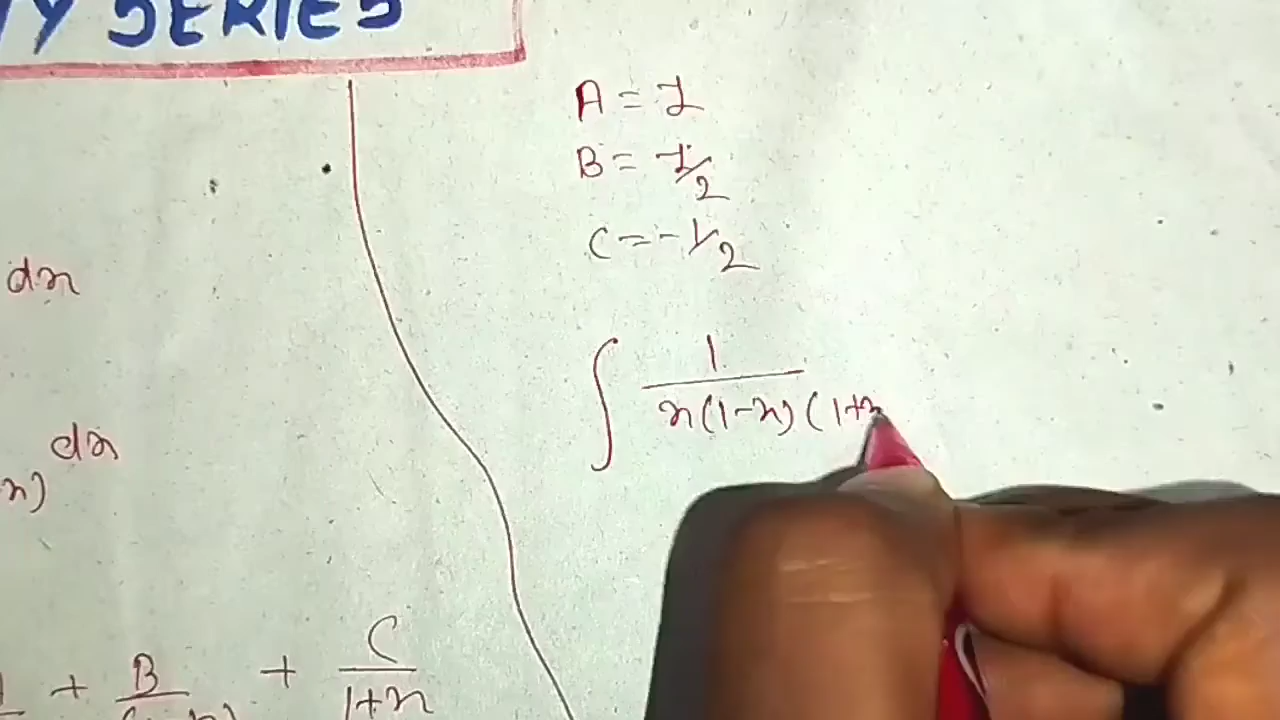 SERIES
dx
dx
x)
+ B + C
1+x
A = 1
B = 1/2
C = -1/2
∫ 1
x(1-x) (1+x